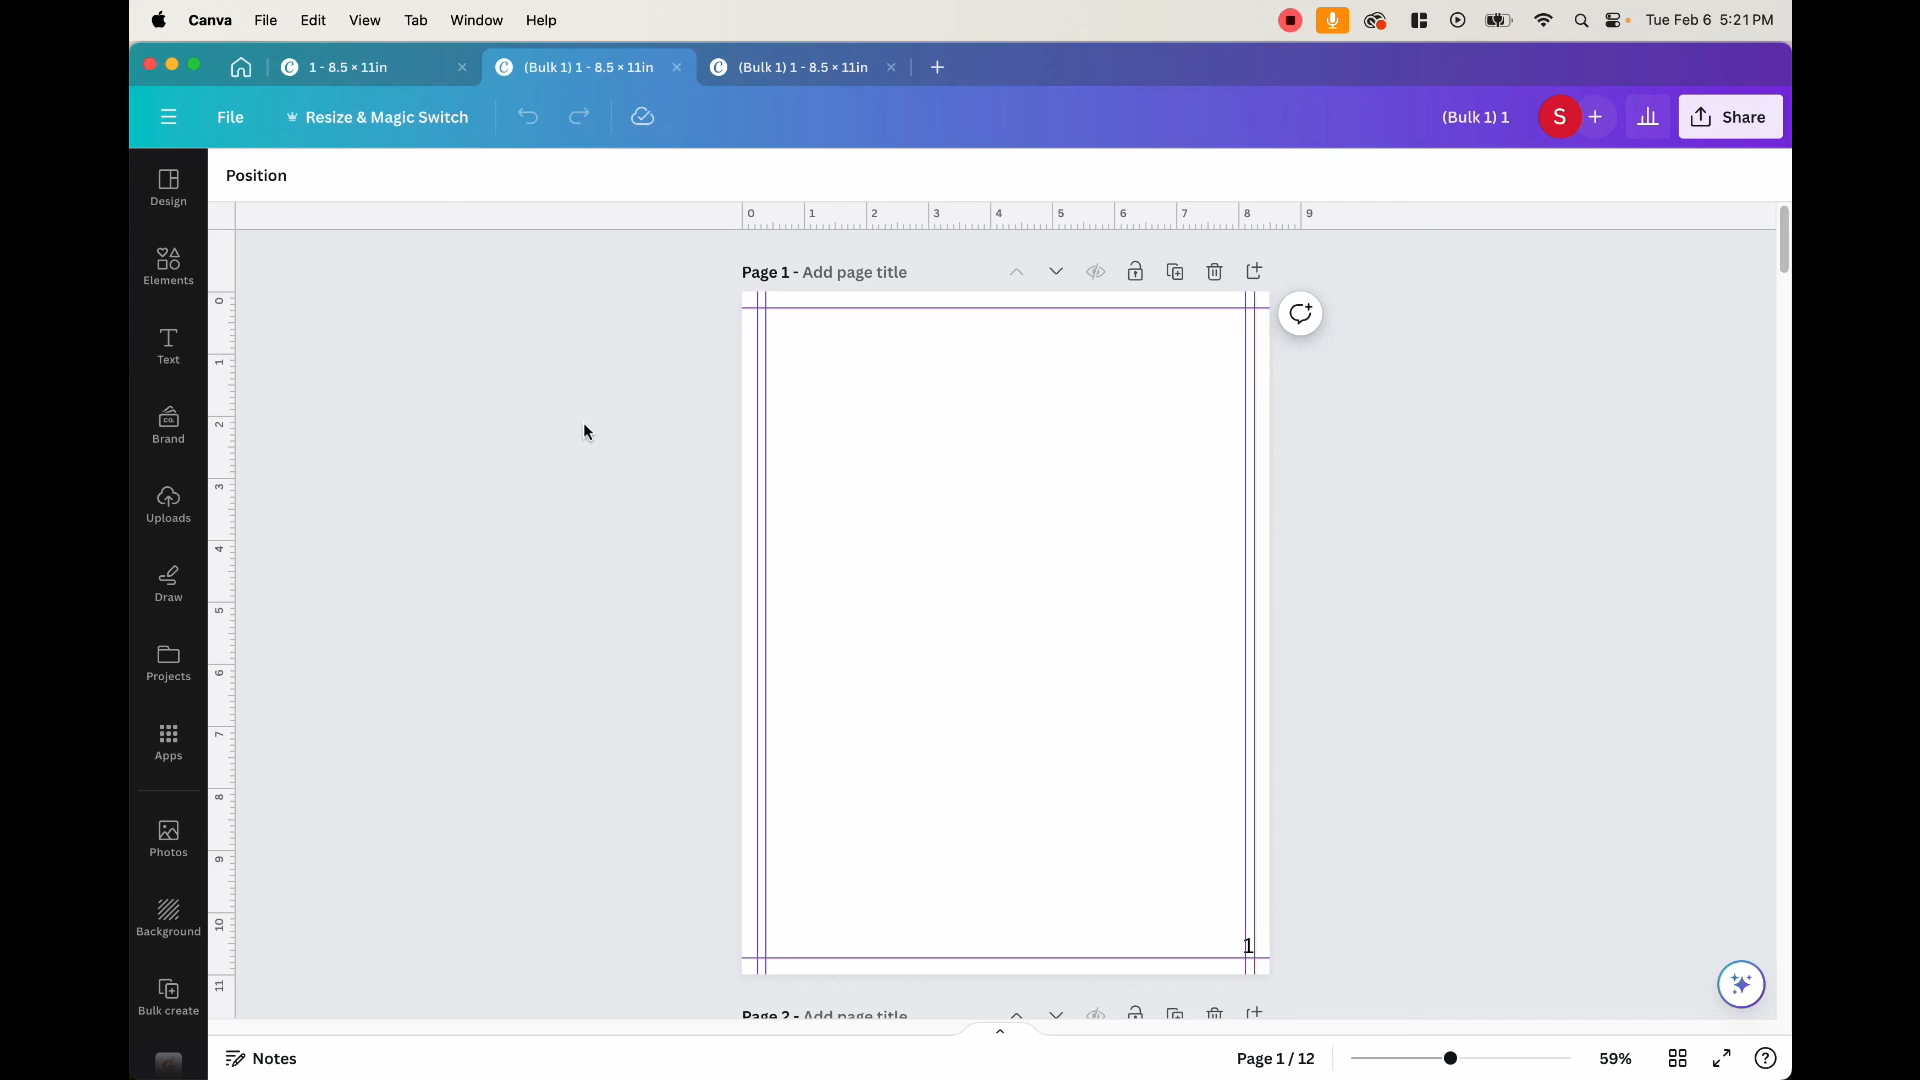 Canva File Edit View Tab Window Help Tue Feb 6 5:21 PM
1 - 8.5 × 11in (Bulk 1) 1 - 8.5 × 11in (Bulk 1) 1 - 8.5 × 11in
File Resize & Magic Switch (Bulk 1) 1 S Share
Position
Design
Elements
Text
CO.
Brand
Uploads
Draw
Projects
Apps
Photos
Background
Bulk create
0 1 2 3 4 5 6 7 8 9
0
1
2
3
4
5
6
7
8
9
10
11
Page 1 - Add page title
1
Page 2 - Add page title
Notes Page 1 / 12 59%